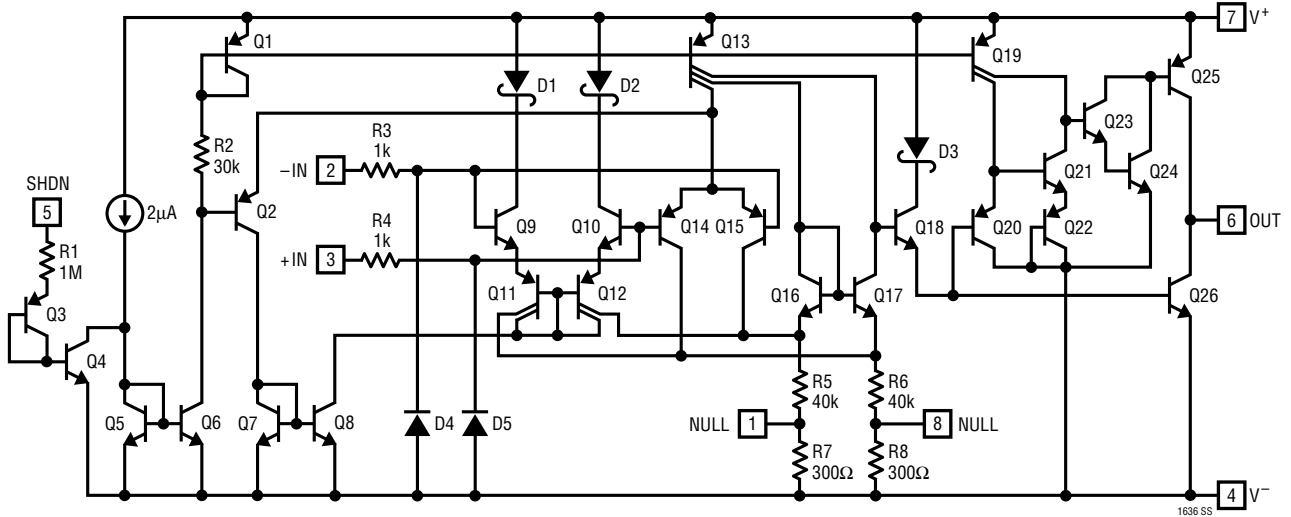 7 V+
Q1
Q13
Q19
Q25
D1
D2
Q23
R3
1k
R2
30k
D3
−IN 2
Q21
Q24
SHDN
5
2µA
Q2
Q9
Q10
Q14 Q15
Q18
Q20
Q22
6 OUT
R4
1k
+IN 3
R1
1M
Q11
Q12
Q16
Q17
Q26
Q3
Q4
R5
40k
R6
40k
Q5
Q6
Q7
Q8
D4
D5
NULL 1
8 NULL
R7
300Ω
R8
300Ω
4 V−
1636 SS